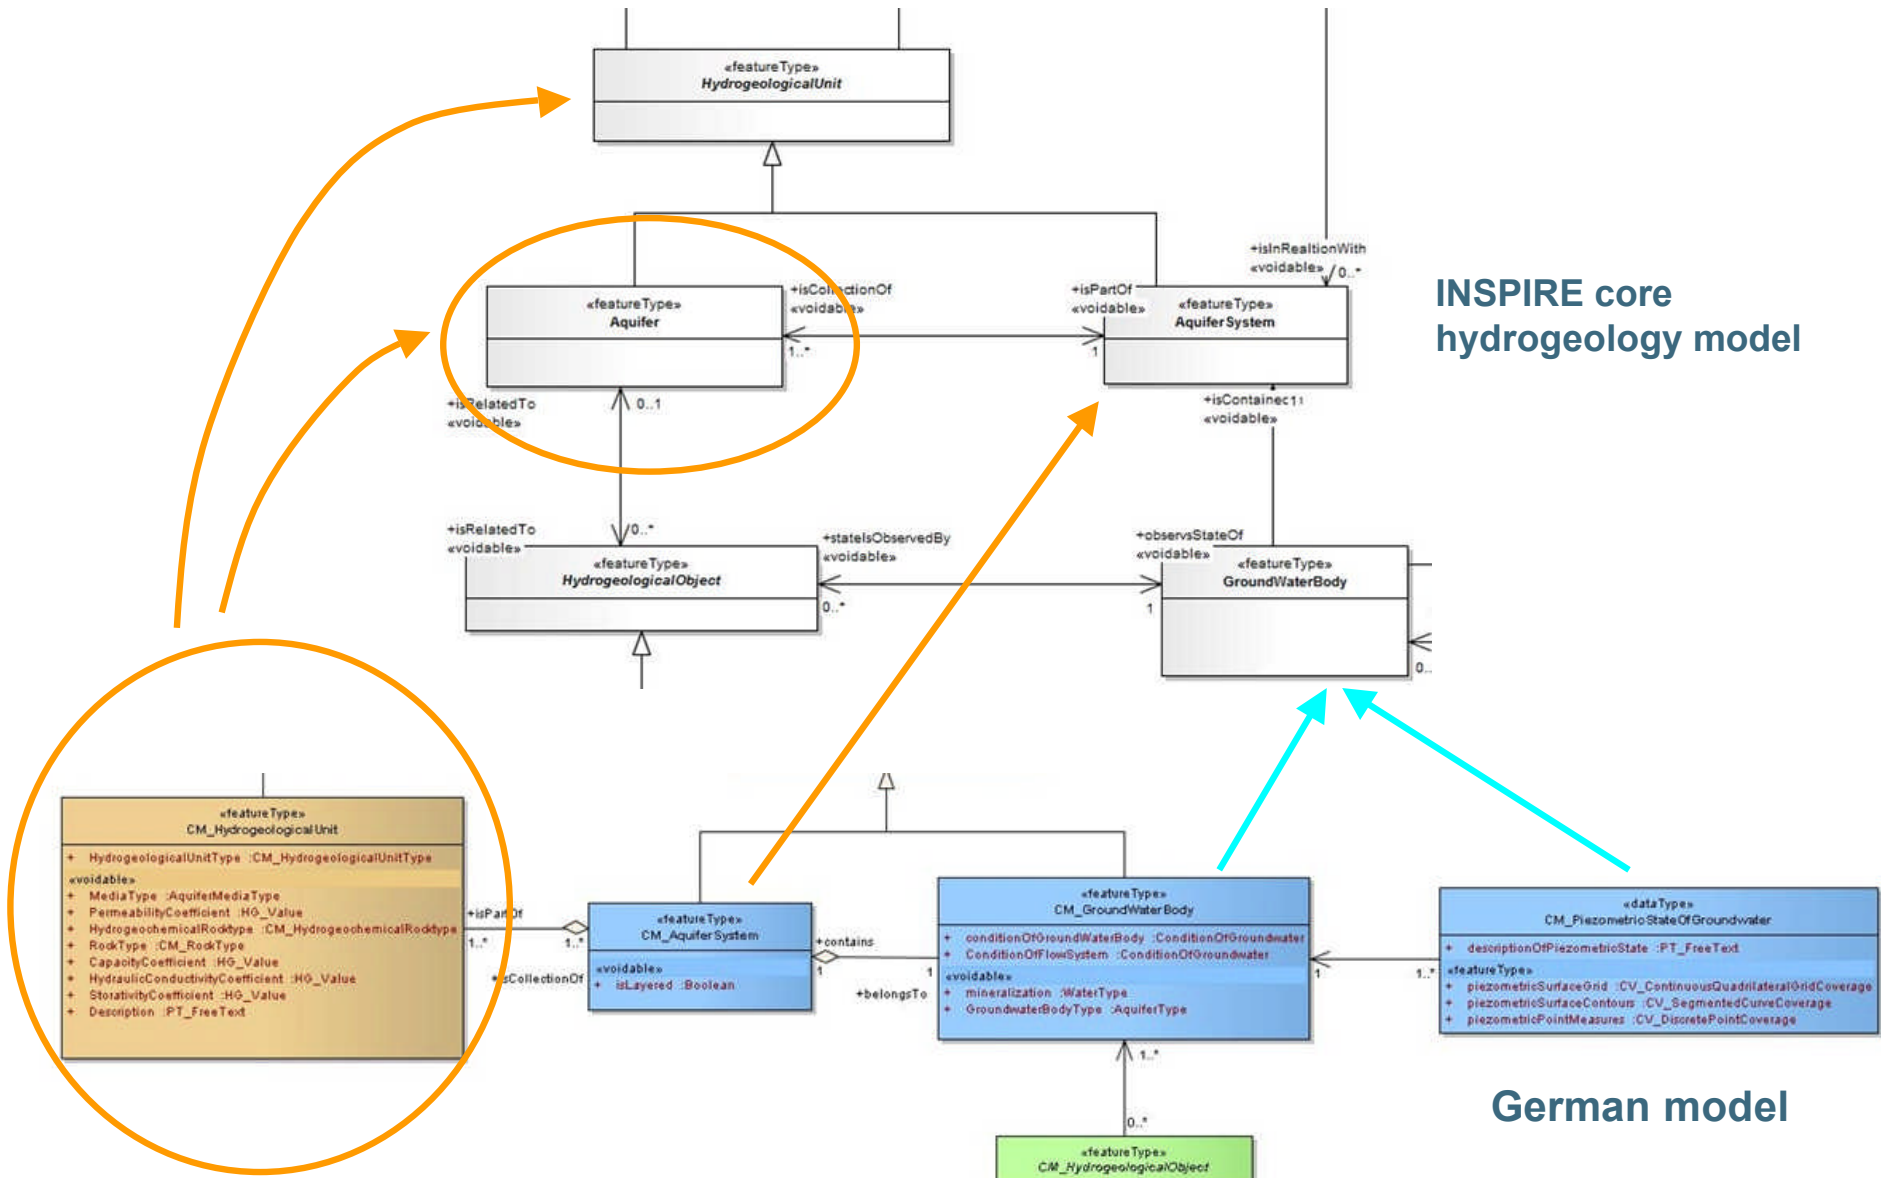 «featureType»
HydrogeologicalUnit
+isInRealtionWith
«voidable»
0..*
INSPIRE core
hydrogeology model
«featureType»
Aquifer
+isCollectionOf
«voidable»
1..*
+isPartOf
«voidable»
1
«featureType»
AquiferSystem
+isRelatedTo
«voidable»
0..1
«voidable»
+isRelatedTo
«voidable»
0..*
«featureType»
HydrogeologicalObject
+stateIsObservedBy
«voidable»
0..*
+observsStateOf
«voidable»
1
«featureType»
GroundWaterBody
0..
«featureType»
CM_HydrogeologicalUnit
+ HydrogeologicalUnitType :CM_HydrogeologicalUnitType
«voidable»
+ MediaType :AquiferMediaType
+ PermeabilityCoefficient :HG_Value
+ HydrogeochemicalRocktype :CM_HydrogeochemicalRocktype
+ RockType :CM_RockType
+ CapacityCoefficient :HG_Value
+ HydraulicConductivityCoefficient :HG_Value
+ StorativityCoefficient :HG_Value
+ Description :PT_FreeText
+isPartOf
1..*
1..*
+isCollectionOf
«featureType»
CM_AquiferSystem
«voidable»
+ isLayered :Boolean
+contains
1
1
+belongsTo
«featureType»
CM_GroundWaterBody
+ conditionOfGroundWaterBody :ConditionOfGroundwater
+ ConditionOfFlowSystem :ConditionOfGroundwater
«voidable»
+ mineralization :WaterType
+ GroundwaterBodyType :AquiferType
1
1..*
«dataType»
CM_PiezometricStateOfGroundwater
+ descriptionOfPiezometricState :PT_FreeText
«featureType»
+ piezometricSurfaceGrid :CV_ContinuousQuadrilateralGridCoverage
+ piezometricSurfaceContours :CV_SegmentedCurveCoverage
+ piezometricPointMeasures :CV_DiscretePointCoverage
1..*
0..*
«featureType»
CM_HydrogeologicalObject
German model